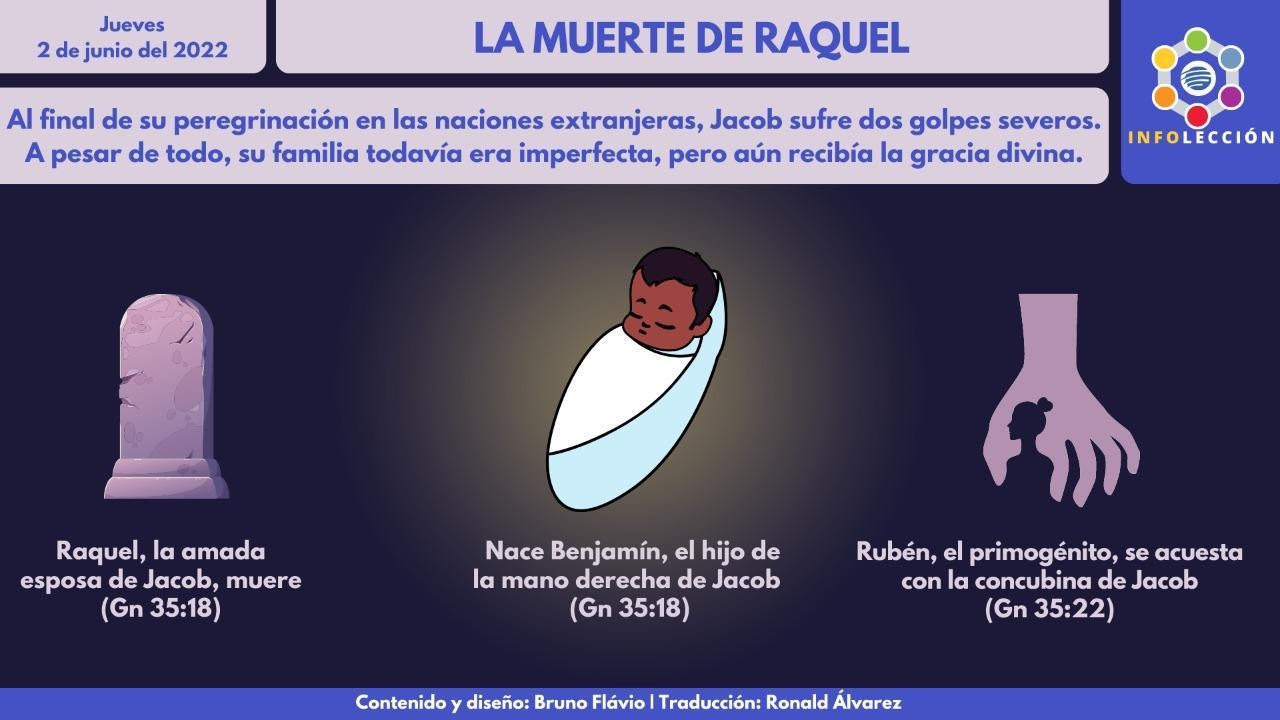 Jueves
2 de junio del 2022
LA MUERTE DE RAQUEL
INFOLECCIÓN
Al final de su peregrinación en las naciones extranjeras, Jacob sufre dos golpes severos.
A pesar de todo, su familia todavía era imperfecta, pero aún recibía la gracia divina.
Raquel, la amada
esposa de Jacob, muere
(Gn 35:18)
Nace Benjamín, el hijo de
la mano derecha de Jacob
(Gn 35:18)
Rubén, el primogénito, se acuesta
con la concubina de Jacob
(Gn 35:22)
Contenido y diseño: Bruno Flávio | Traducción: Ronald Álvarez